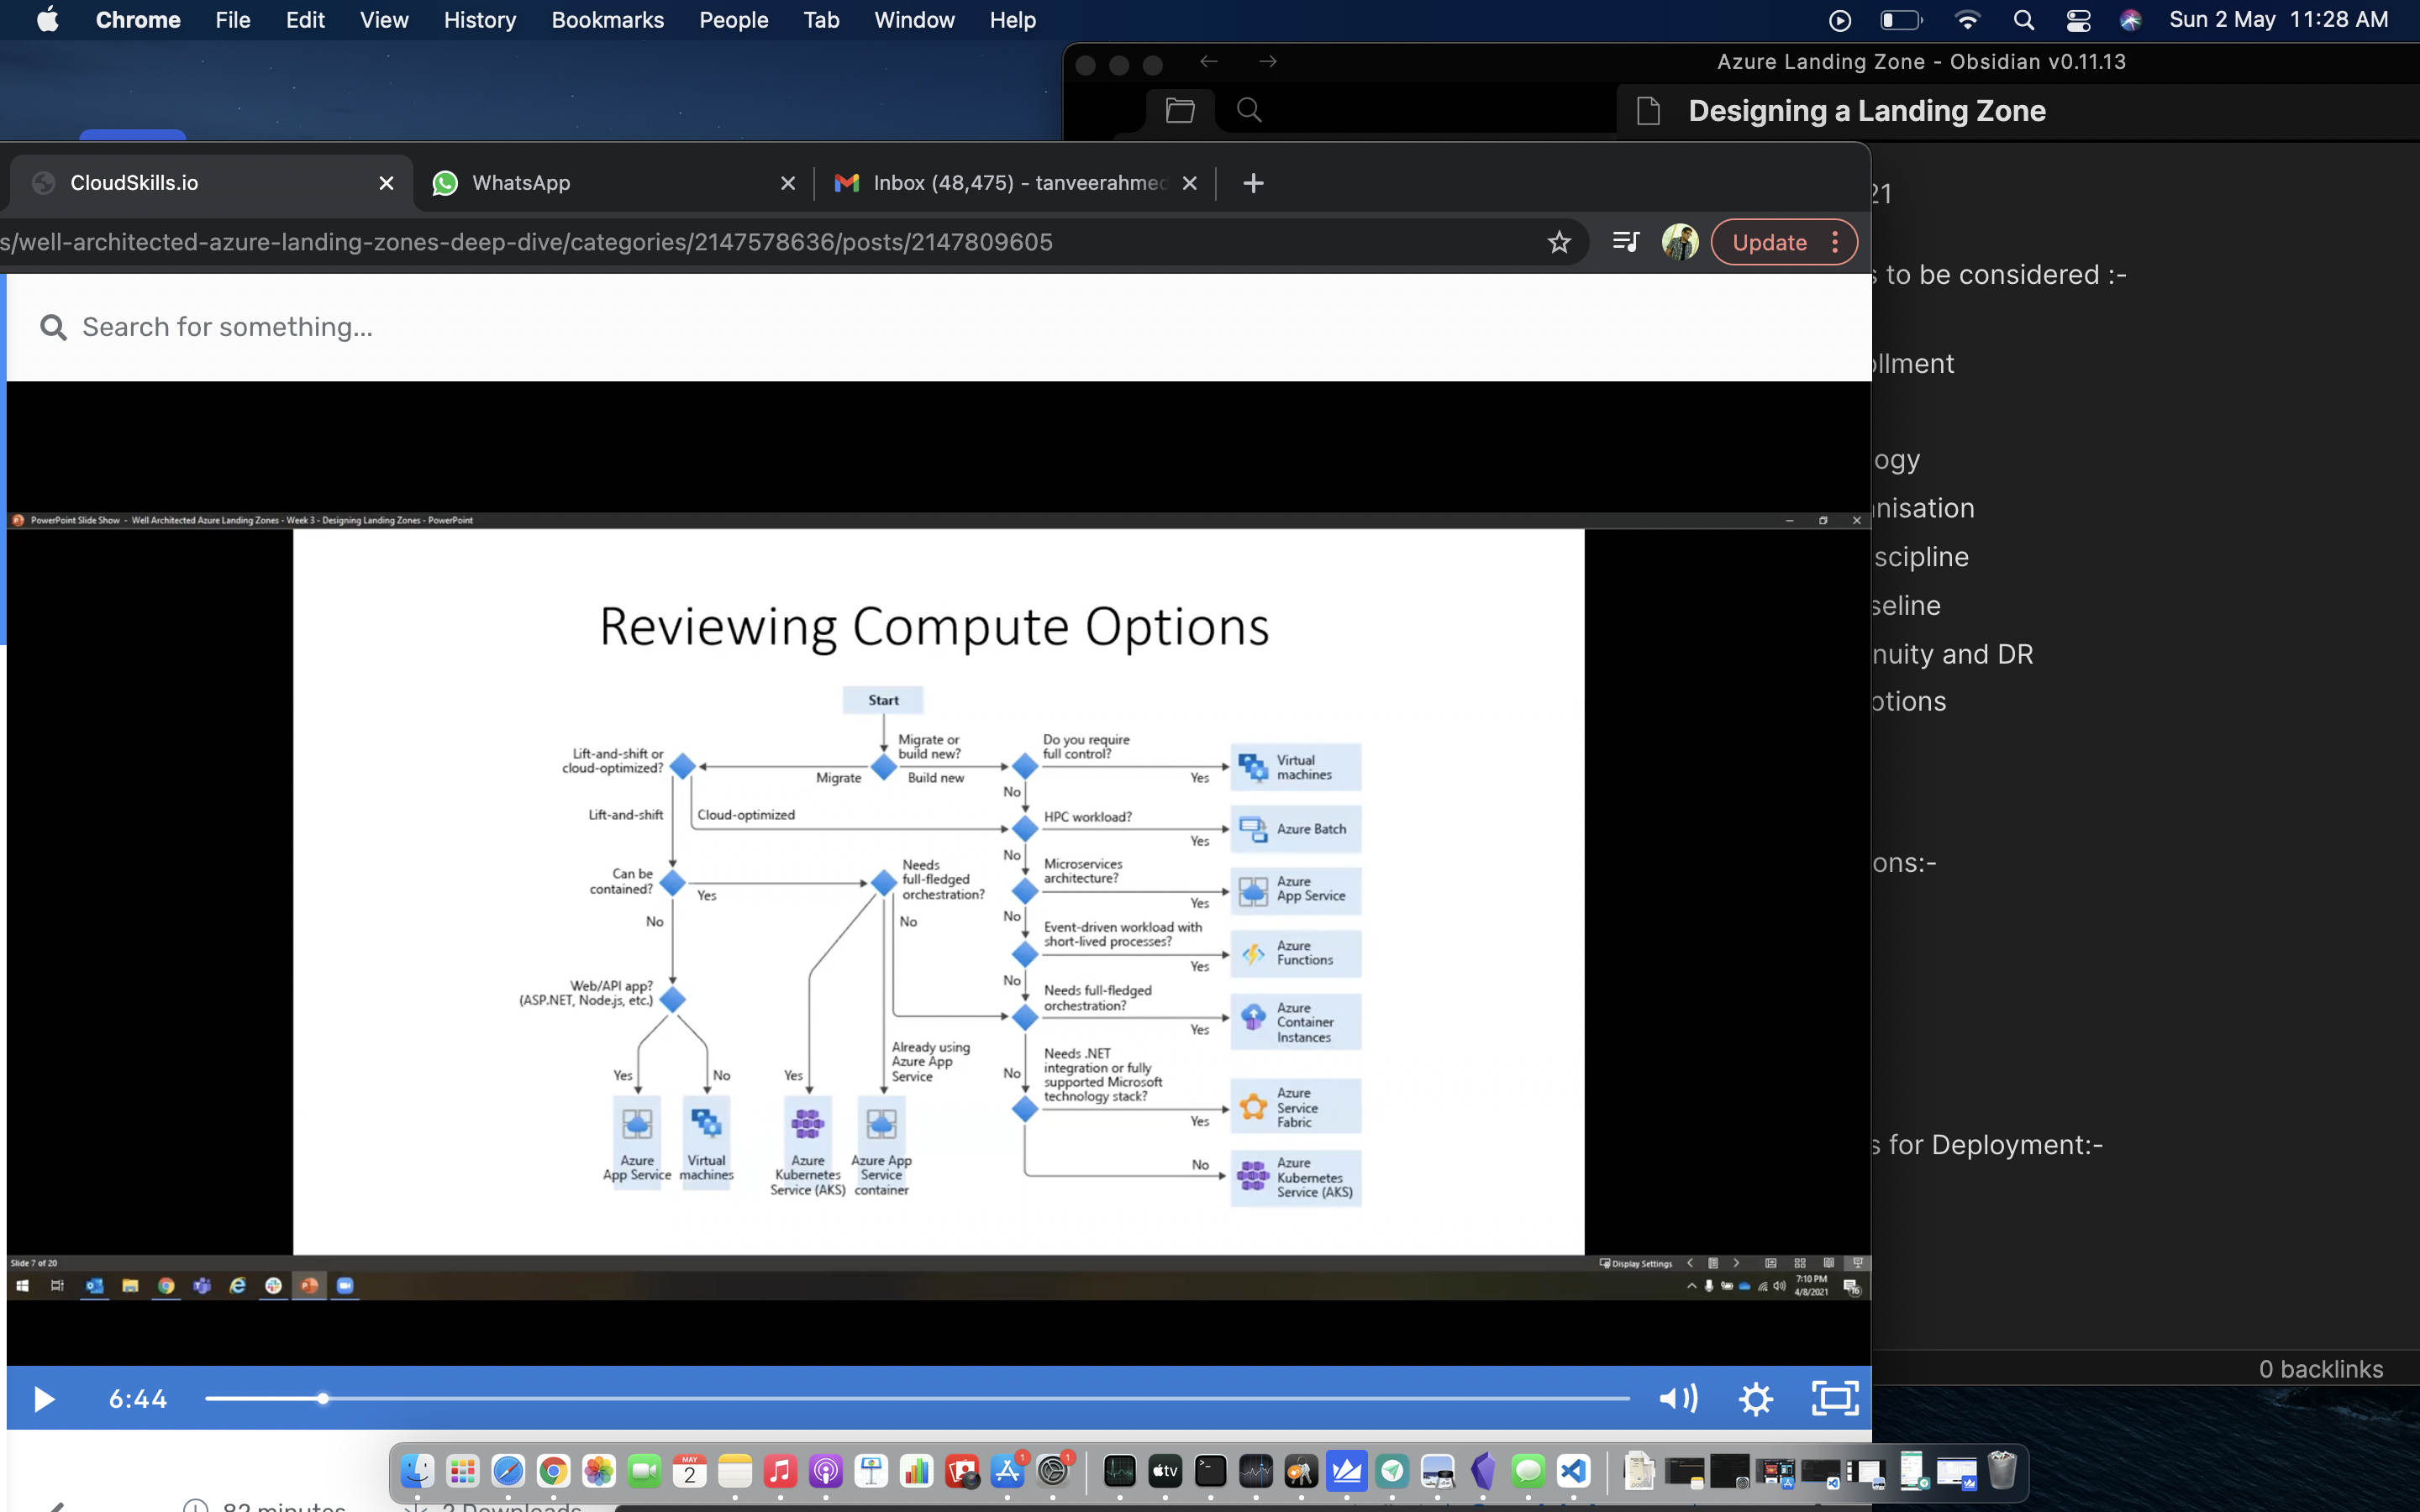 Chrome File Edit View History Bookmarks People Tab Window Help
Sun 2 May 11:28 AM
Azure Landing Zone - Obsidian v0.11.13
Designing a Landing Zone
CloudSkills.io
WhatsApp
Inbox (48,475) - tanveerahmed
21
s/well-architected-azure-landing-zones-deep-dive/categories/2147578636/posts/2147809605
Update
s to be considered :-
Search for something...
ollment
ogy
nisation
scipline
seline
nuity and DR
ptions
ons:-
s for Deployment:-
0 backlinks
PowerPoint Slide Show - Well Architected Azure Landing Zones - Week 3 - Designing Landing Zones - PowerPoint
Reviewing Compute Options
Start
Migrate or
build new?
Migrate
Build new
Lift-and-shift or
cloud-optimized?
Lift-and-shift
Cloud-optimized
Do you require
full control?
Yes
No
Virtual
machines
HPC workload?
Yes
No
Azure Batch
Microservices
architecture?
Yes
No
Azure
App Service
Event-driven workload with
short-lived processes?
Yes
No
Azure
Functions
Needs full-fledged
orchestration?
Yes
No
Azure
Container
Instances
Needs .NET
integration or fully
supported Microsoft
technology stack?
Yes
No
Azure
Service
Fabric
Azure
Kubernetes
Service (AKS)
Can be
contained?
Yes
No
Needs
full-fledged
orchestration?
No
Yes
Already using
Azure App
Service
Web/API app?
(ASP.NET, Node.js, etc.)
Yes
No
Azure
App Service
Virtual
machines
Azure
Kubernetes
Service (AKS)
Azure App
Service
container
Slide 7 of 20
Display Settings
7:10 PM
4/8/2021
16
6:44
MAY
2
1
1
tv
82 minutes
2 Downloads